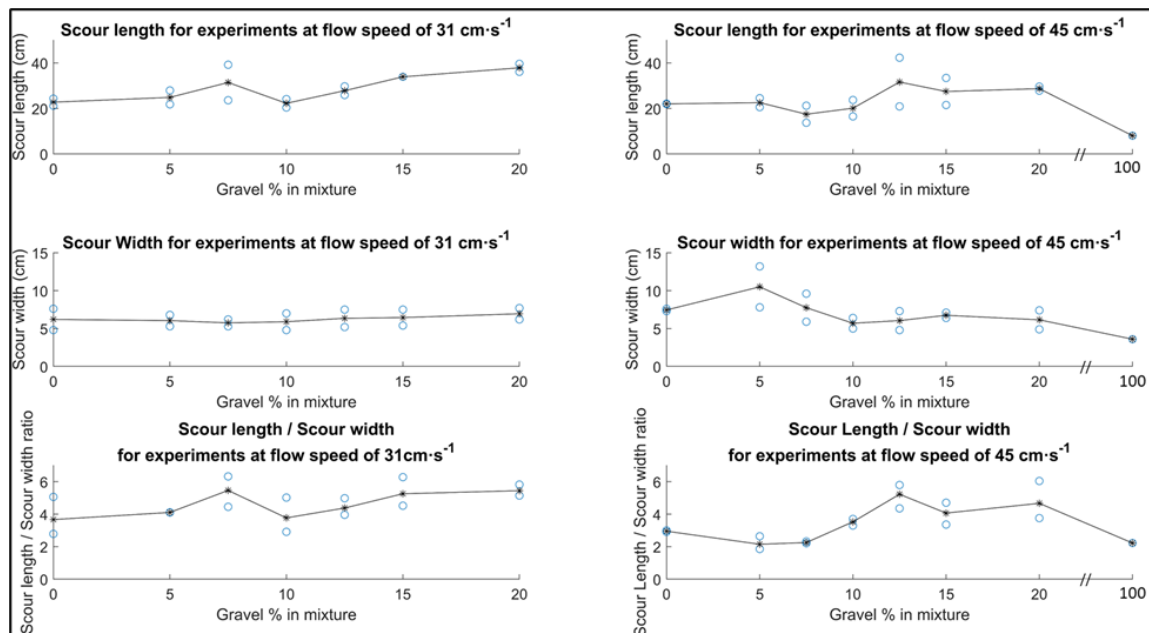 Scour length for experiments at flow speed of 31 cm·s⁻¹
Scour length (cm)
40
20
0
0 5 10 15 20
Gravel % in mixture
Scour length for experiments at flow speed of 45 cm·s⁻¹
Scour length (cm)
40
20
0
0 5 10 15 20 // 100
Gravel % in mixture
Scour Width for experiments at flow speed of 31 cm·s⁻¹
Scour width (cm)
15
10
5
0
0 5 10 15 20
Gravel % in mixture
Scour width for experiments at flow speed of 45 cm·s⁻¹
Scour width (cm)
15
10
5
0
0 5 10 15 20 // 100
Gravel % in mixture
Scour length / Scour width
for experiments at flow speed of 31cm·s⁻¹
Scour length / Scour width ratio
6
4
2
0
0 5 10 15 20
Gravel % in mixture
Scour Length / Scour width
for experiments at flow speed of 45 cm·s⁻¹
Scour Length / Scour width ratio
6
4
2
0
0 5 10 15 20 // 100
Gravel % in mixture